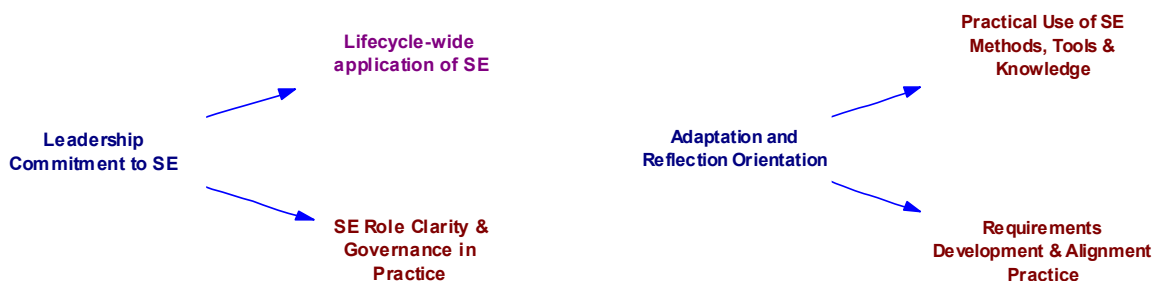 Lifecycle-wide
application of SE
Leadership
Commitment to SE
SE Role Clarity &
Governance in
Practice
Practical Use of SE
Methods, Tools &
Knowledge
Adaptation and
Reflection Orientation
Requirements
Development & Alignment
Practice